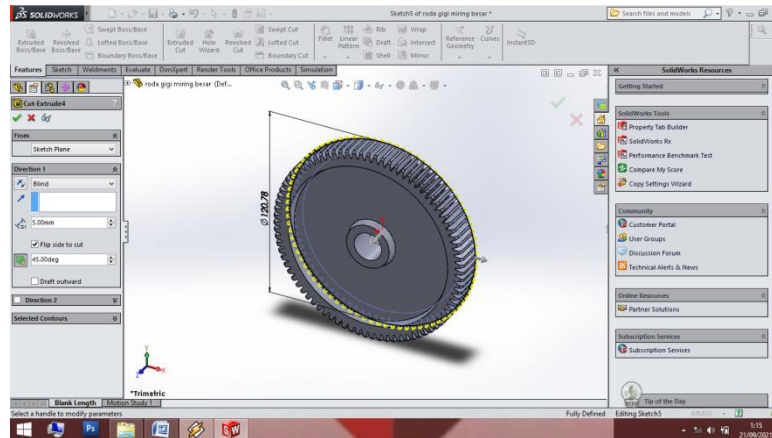 SOLIDWORKS
Sketch5 of roda gigi miring besar *
Search files and models
Extruded Boss/Base
Revolved Boss/Base
Swept Boss/Base
Lofted Boss/Base
Boundary Boss/Base
Extruded Cut
Hole Wizard
Revolved Cut
Swept Cut
Lofted Cut
Boundary Cut
Fillet
Linear Pattern
Rib
Draft
Shell
Wrap
Intersect
Mirror
Reference Geometry
Curves
Instant3D
Features
Sketch
Weldments
Evaluate
DimXpert
Render Tools
Office Products
Simulation
roda gigi miring besar (Def...
Cut-Extrude4
From
Sketch Plane
Direction 1
Blind
5.00mm
Flip side to cut
45.00deg
Draft outward
Direction 2
Selected Contours
Ø120.78
*Trimetric
SolidWorks Resources
Getting Started
SolidWorks Tools
Property Tab Builder
SolidWorks Rx
Performance Benchmark Test
Compare My Score
Copy Settings Wizard
Community
Customer Portal
User Groups
Discussion Forum
Technical Alerts & News
Online Resources
Partner Solutions
Subscription Services
Subscription Services
Tip of the Day
Blank Length
Motion Study 1
Select a handle to modify parameters
Fully Defined
Editing Sketch5
MMGS
1:15